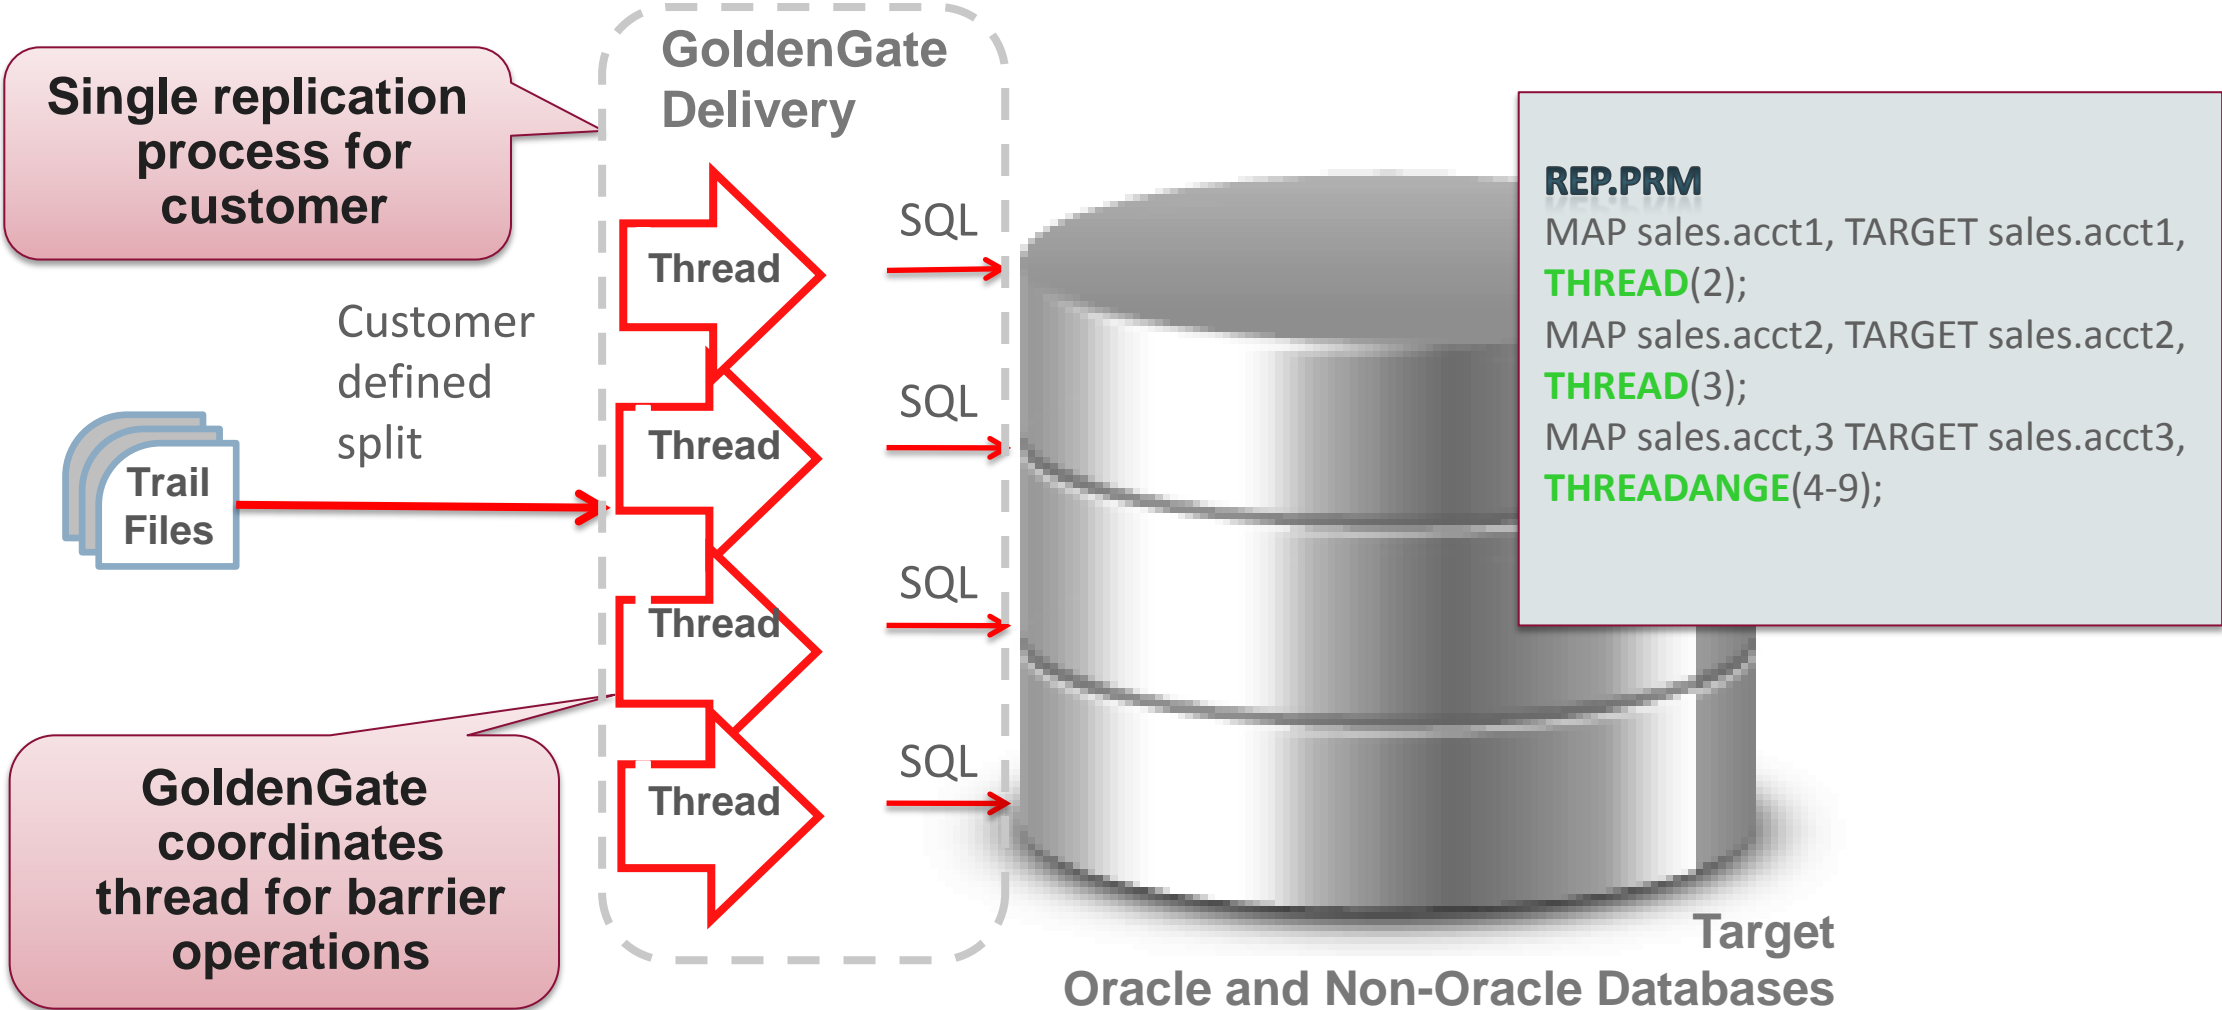 Single replication
process for
customer
GoldenGate
Delivery
Customer
defined
split
Trail
Files
Thread
Thread
Thread
Thread
SQL
SQL
SQL
SQL
GoldenGate
coordinates
thread for barrier
operations
REP.PRM
MAP sales.acct1, TARGET sales.acct1,
THREAD(2);
MAP sales.acct2, TARGET sales.acct2,
THREAD(3);
MAP sales.acct,3 TARGET sales.acct3,
THREADANGE(4-9);
Target
Oracle and Non-Oracle Databases